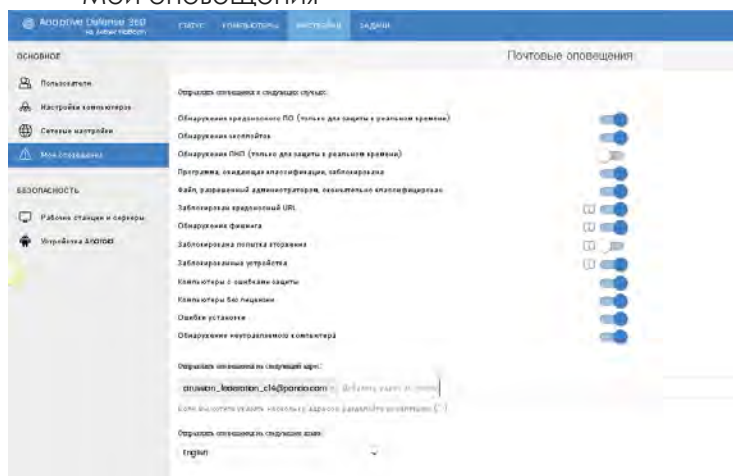 МОИ ОПОВЕЩЕНИЯ
Adaptive Defense 360
СТАТУС КОМПЬЮТЕРЫ НАСТРОЙКИ ЗАДАЧИ
ОСНОВНОЕ
Почтовые оповещения
Пользователи
Настройки компьютеров
Сетевые настройки
Мои оповещения
БЕЗОПАСНОСТЬ
Рабочие станции и серверы
Устройства Android
Отправлять оповещения в следующих случаях:
Обнаружение вредоносного ПО (только для защиты в реальном времени)
Обнаружение эксплойтов
Обнаружение ПНП (только для защиты в реальном времени)
Программа, ожидающая классификации, заблокирована
Файл, разрешенный администратором, окончательно классифицирован
Заблокирован вредоносный URL
Обнаружение фишинга
Заблокирована попытка вторжения
Заблокированные устройства
Компьютеры с ошибками защиты
Компьютеры без лицензии
Ошибки установки
Обнаружение неуправляемого компьютера
Отправлять оповещения на следующий адрес:
Отправлять оповещения на следующем языке:
English